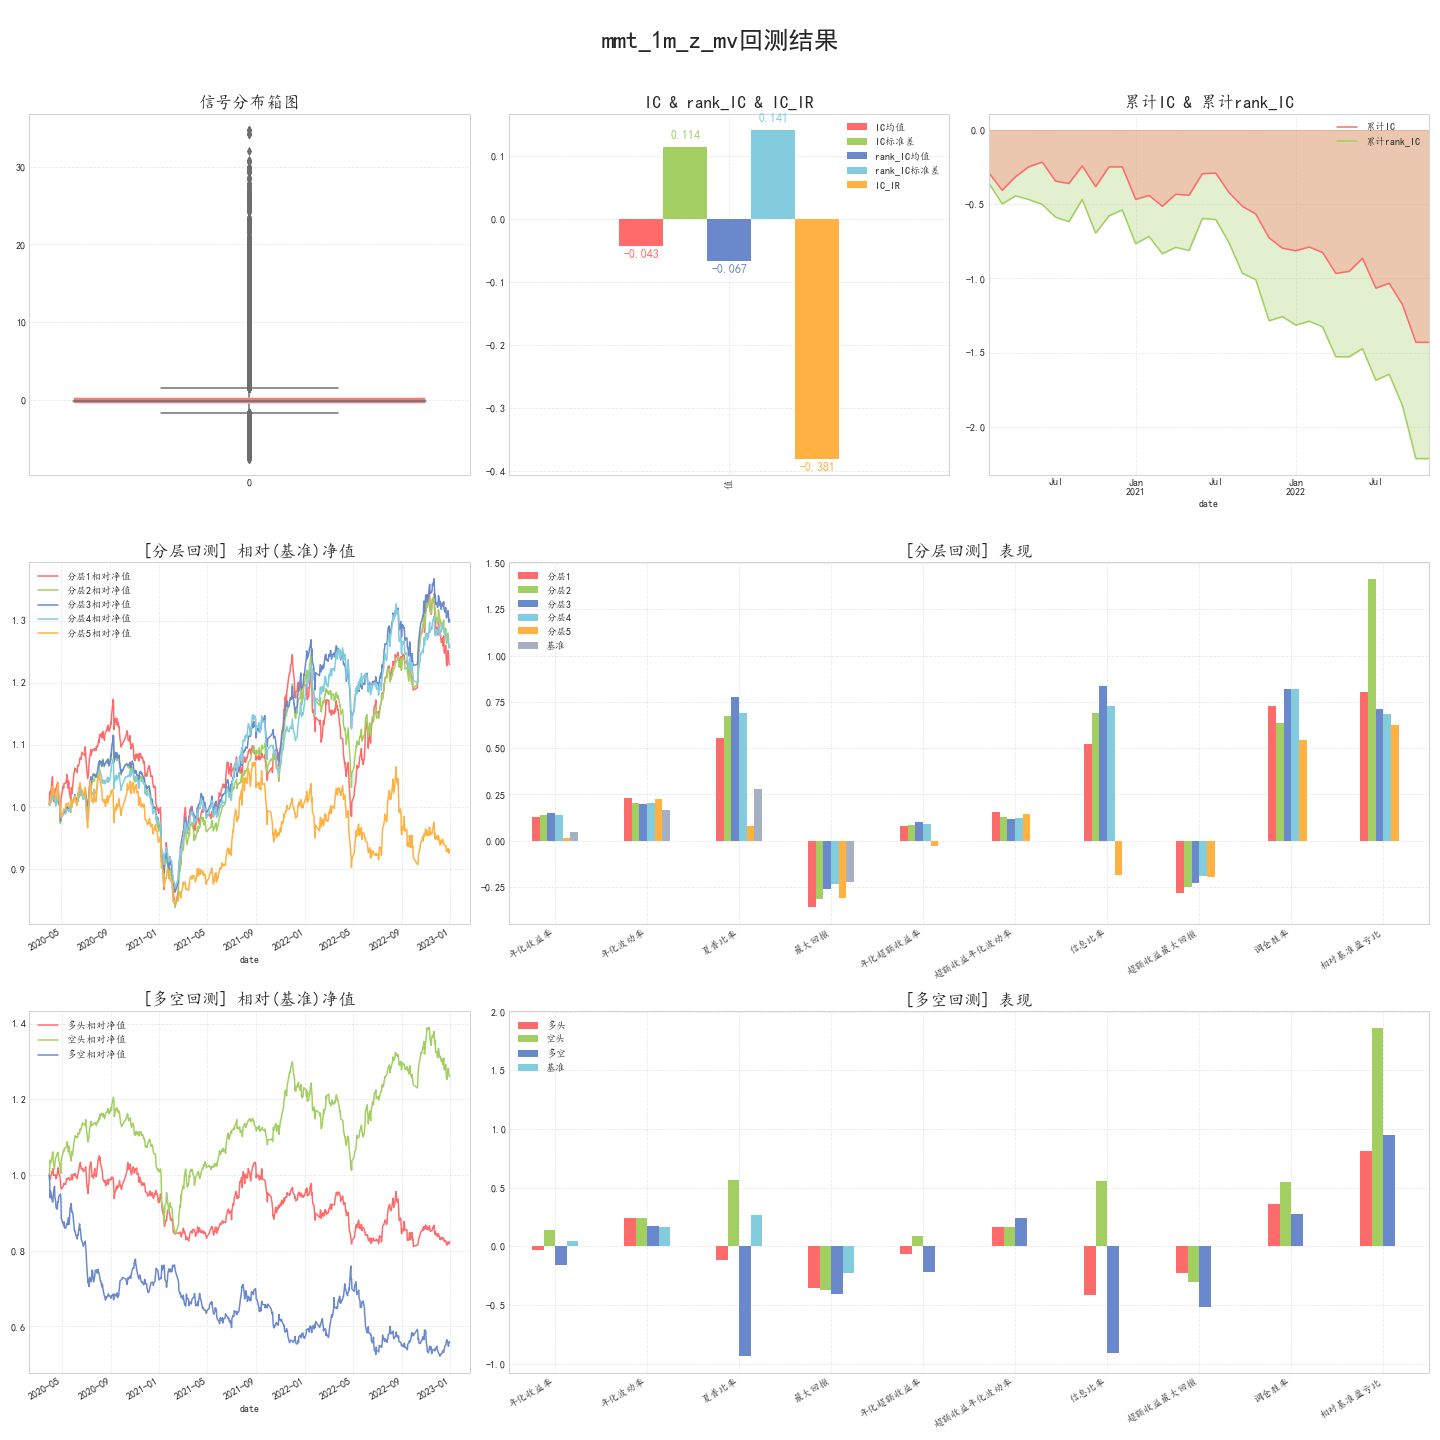 mmt_1m_z_mv回测结果
信号分布箱图
30
20
10
0
0
IC & rank_IC & IC_IR
0.141
0.114
-0.043
-0.067
-0.381
IC均值
IC标准差
rank_IC均值
rank_IC标准差
IC_IR
0.1
0.0
-0.1
-0.2
-0.3
-0.4
值
累计IC & 累计rank_IC
累计IC
累计rank_IC
0.0
-0.5
-1.0
-1.5
-2.0
Jul
Jan
2021
Jul
Jan
2022
Jul
date
[分层回测] 相对(基准)净值
分层1相对净值
分层2相对净值
分层3相对净值
分层4相对净值
分层5相对净值
1.3
1.2
1.1
1.0
0.9
2020-05
2020-09
2021-01
2021-05
2021-09
2022-01
2022-05
2022-09
2023-01
date
[分层回测] 表现
分层1
分层2
分层3
分层4
分层5
基准
1.50
1.25
1.00
0.75
0.50
0.25
0.00
-0.25
年化收益率
年化波动率
夏普比率
最大回撤
年化超额收益率
超额收益年化波动率
信息比率
超额收益最大回撤
调仓胜率
相对基准盈亏比
[多空回测] 相对(基准)净值
多头相对净值
空头相对净值
多空相对净值
1.4
1.2
1.0
0.8
0.6
2020-05
2020-09
2021-01
2021-05
2021-09
2022-01
2022-05
2022-09
2023-01
date
[多空回测] 表现
多头
空头
多空
基准
2.0
1.5
1.0
0.5
0.0
-0.5
-1.0
年化收益率
年化波动率
夏普比率
最大回撤
年化超额收益率
超额收益年化波动率
信息比率
超额收益最大回撤
调仓胜率
相对基准盈亏比